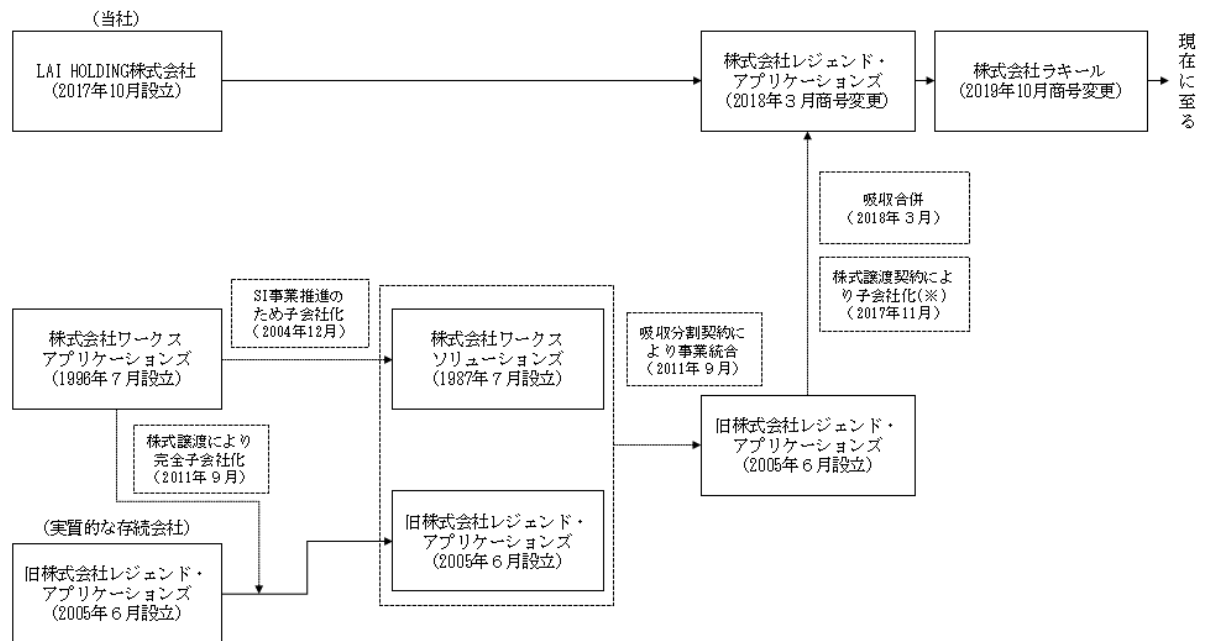 (当社)
LAI HOLDING株式会社
(2017年10月設立)
株式会社レジェンド・
アプリケーションズ
(2018年３月商号変更)
株式会社ラキール
(2019年10月商号変更)
現在に至る
吸収合併
（2018年３月）
株式譲渡契約によ
り子会社化(※)
（2017年11月）
SI事業推進の
ため子会社化
（2004年12月）
株式会社ワークス
アプリケーションズ
(1996年７月設立)
株式会社ワークス
ソリューションズ
(1987年７月設立)
吸収分割契約に
より事業統合
（2011年９月）
旧株式会社レジェンド・
アプリケーションズ
(2005年６月設立)
株式譲渡により
完全子会社化
（2011年９月）
旧株式会社レジェンド・
アプリケーションズ
(2005年６月設立)
(実質的な存続会社)
旧株式会社レジェンド・
アプリケーションズ
(2005年６月設立)